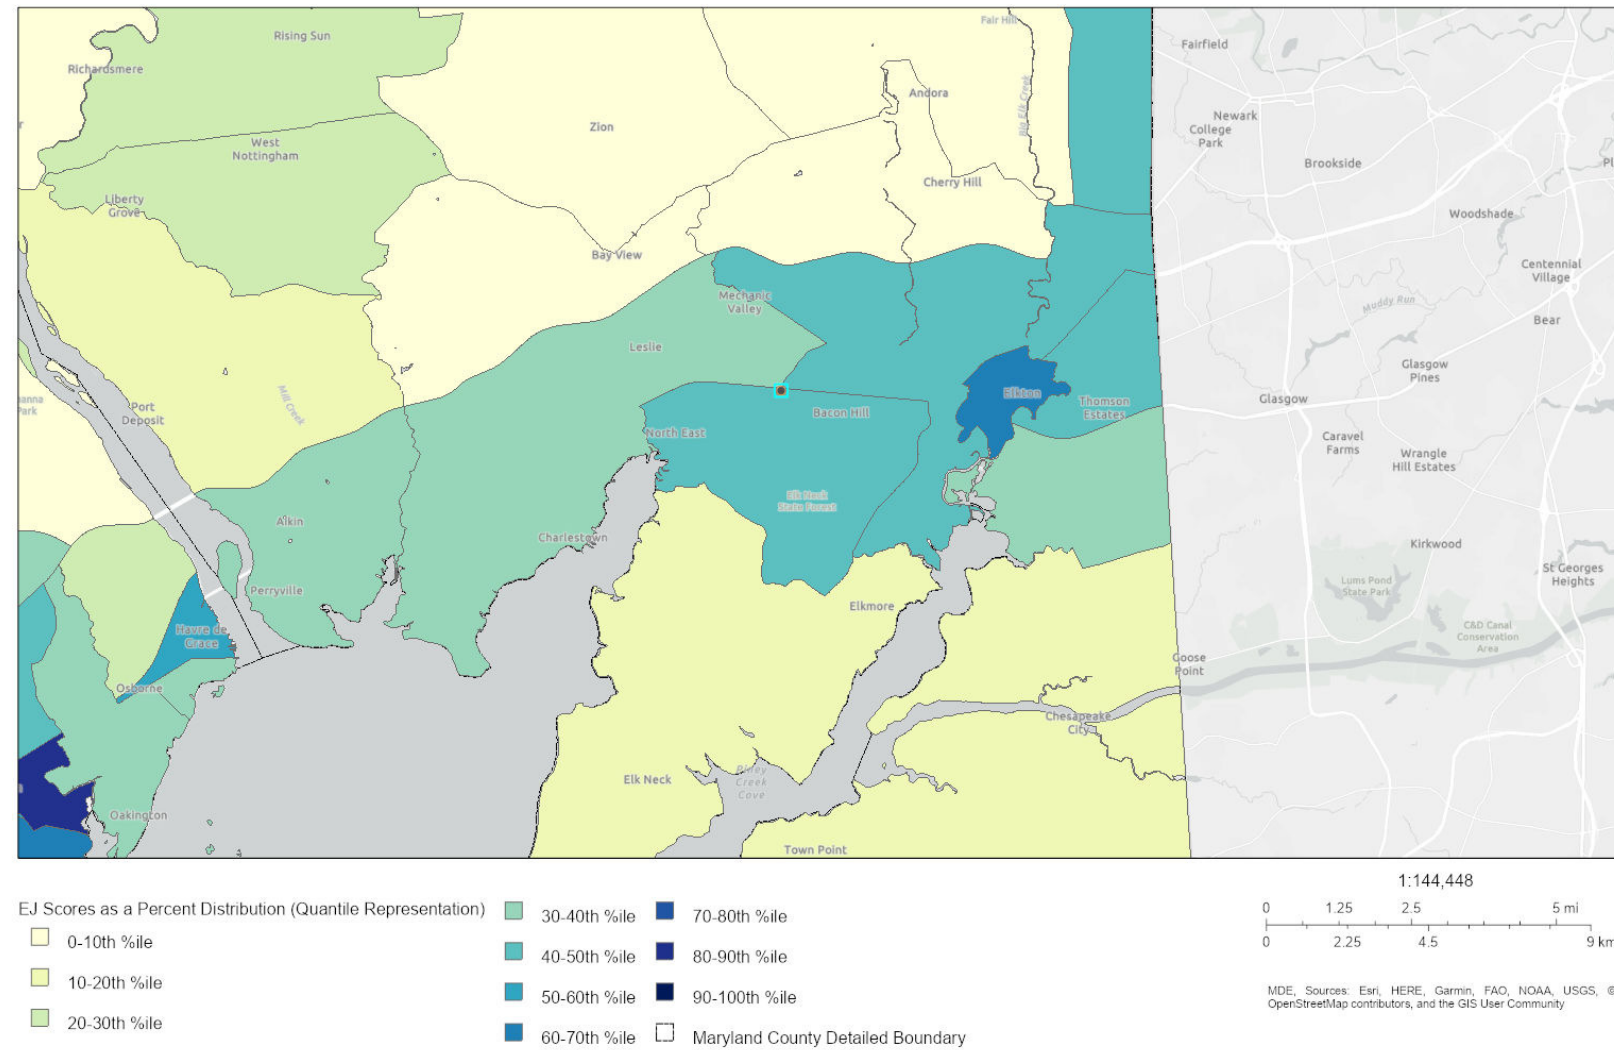 Rising Sun
Fair Hill
Fairfield
Richardsmere
Andora
Big Elk Creek
Newark
College
Park
Zion
West
Nottingham
Brookside
Cherry Hill
Liberty
Grove
Woodshade
Bay View
Centennial
Village
Mechanic
Valley
Muddy Run
Bear
Leslie
Glasgow
Pines
Mill Creek
Park
Port
Deposit
Elkton
Thomson
Estates
Glasgow
Bacon Hill
North East
Caravel
Farms
Wrangle
Hill Estates
Elk Neck
State Forest
Aikin
Charlestown
Kirkwood
St Georges
Heights
Lums Pond
State Park
Perryville
Elkmore
Havre de
Grace
C&D Canal
Conservation
Area
Goose
Point
Osborne
Chesapeake
City
Elk Neck
Piney
Creek
Cove
Oakington
Town Point
EJ Scores as a Percent Distribution (Quantile Representation)
0-10th %ile
10-20th %ile
20-30th %ile
30-40th %ile
40-50th %ile
50-60th %ile
60-70th %ile
70-80th %ile
80-90th %ile
90-100th %ile
Maryland County Detailed Boundary
1:144,448
0 1.25 2.5 5 mi
0 2.25 4.5 9 km
MDE, Sources: Esri, HERE, Garmin, FAO, NOAA, USGS, ©
OpenStreetMap contributors, and the GIS User Community